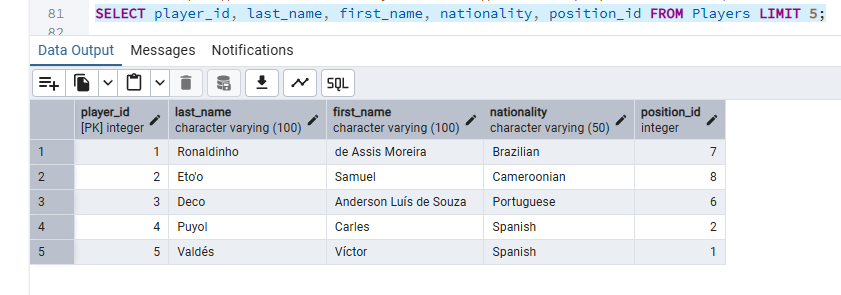 81 SELECT player_id, last_name, first_name, nationality, position_id FROM Players LIMIT 5;
82
Data Output Messages Notifications
SQL
player_id last_name first_name nationality position_id
[PK] integer character varying (100) character varying (100) character varying (50) integer
1 1 Ronaldinho de Assis Moreira Brazilian 7
2 2 Eto'o Samuel Cameroonian 8
3 3 Deco Anderson Luís de Souza Portuguese 6
4 4 Puyol Carles Spanish 2
5 5 Valdés Víctor Spanish 1